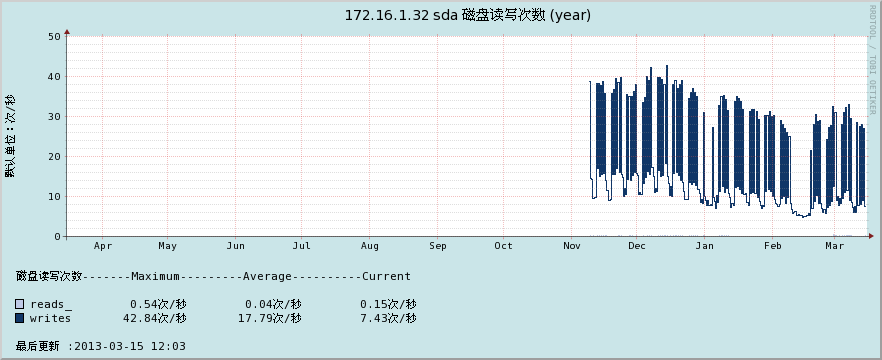 172.16.1.32 sda 磁盘读写次数 (year)
RRDTOOL / TOBI OETIKER
默认单位：次/秒
50
40
30
20
10
0
Apr May Jun Jul Aug Sep Oct Nov Dec Jan Feb Mar
磁盘读写次数-------Maximum---------Average----------Current
reads_ 0.54次/秒 0.04次/秒 0.15次/秒
writes 42.84次/秒 17.79次/秒 7.43次/秒
最后更新 :2013-03-15 12:03